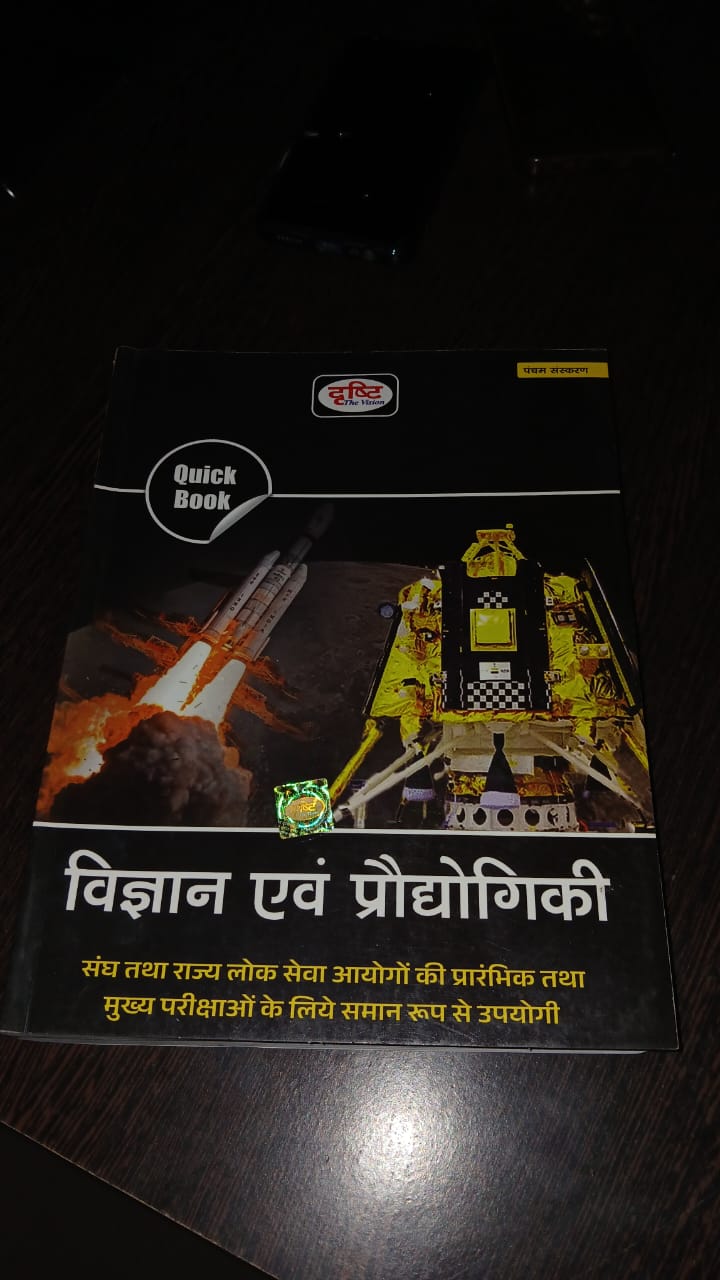 पंचम संस्करण
दृष्टि
The Vision
Quick
Book
विज्ञान एवं प्रौद्योगिकी
संघ तथा राज्य लोक सेवा आयोगों की प्रारंभिक तथा
मुख्य परीक्षाओं के लिये समान रूप से उपयोगी